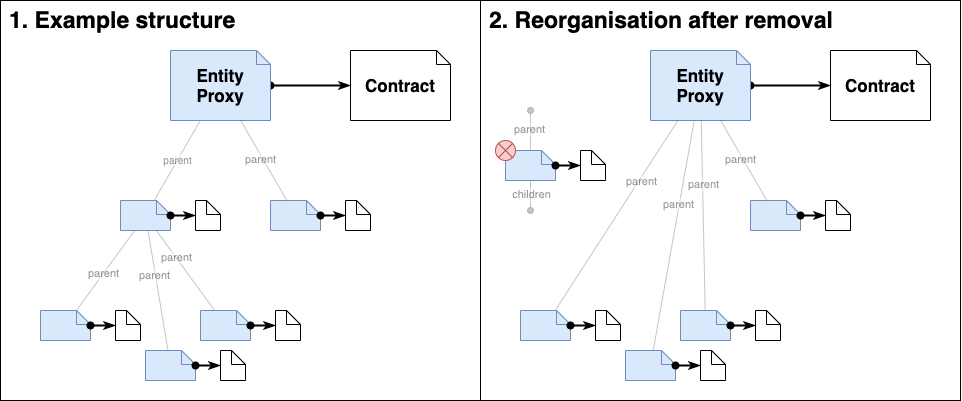 1. Example structure
Entity
Proxy
Contract
parent
parent
parent
parent
parent
2. Reorganisation after removal
Entity
Proxy
Contract
parent
children
parent
parent
parent
parent